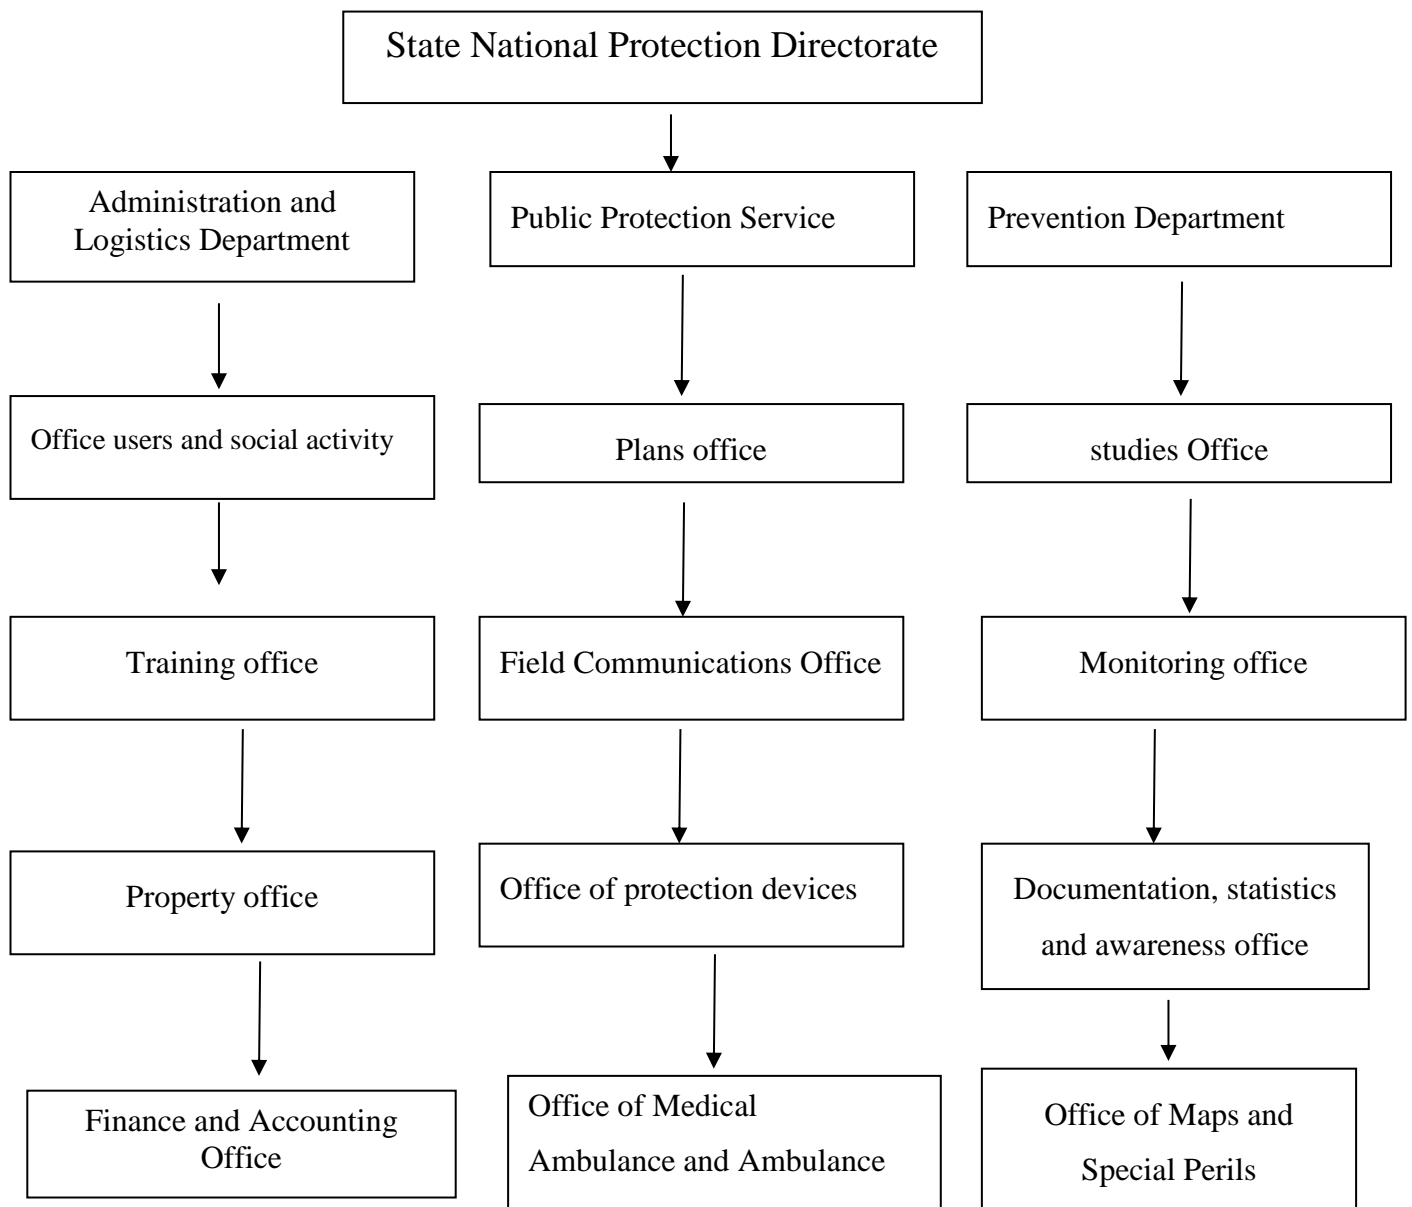 State National Protection Directorate
Administration and
Logistics Department
Public Protection Service
Prevention Department
Office users and social activity
Plans office
studies Office
Training office
Field Communications Office
Monitoring office
Property office
Office of protection devices
Documentation, statistics
and awareness office
Finance and Accounting
Office
Office of Medical
Ambulance and Ambulance
Office of Maps and
Special Perils